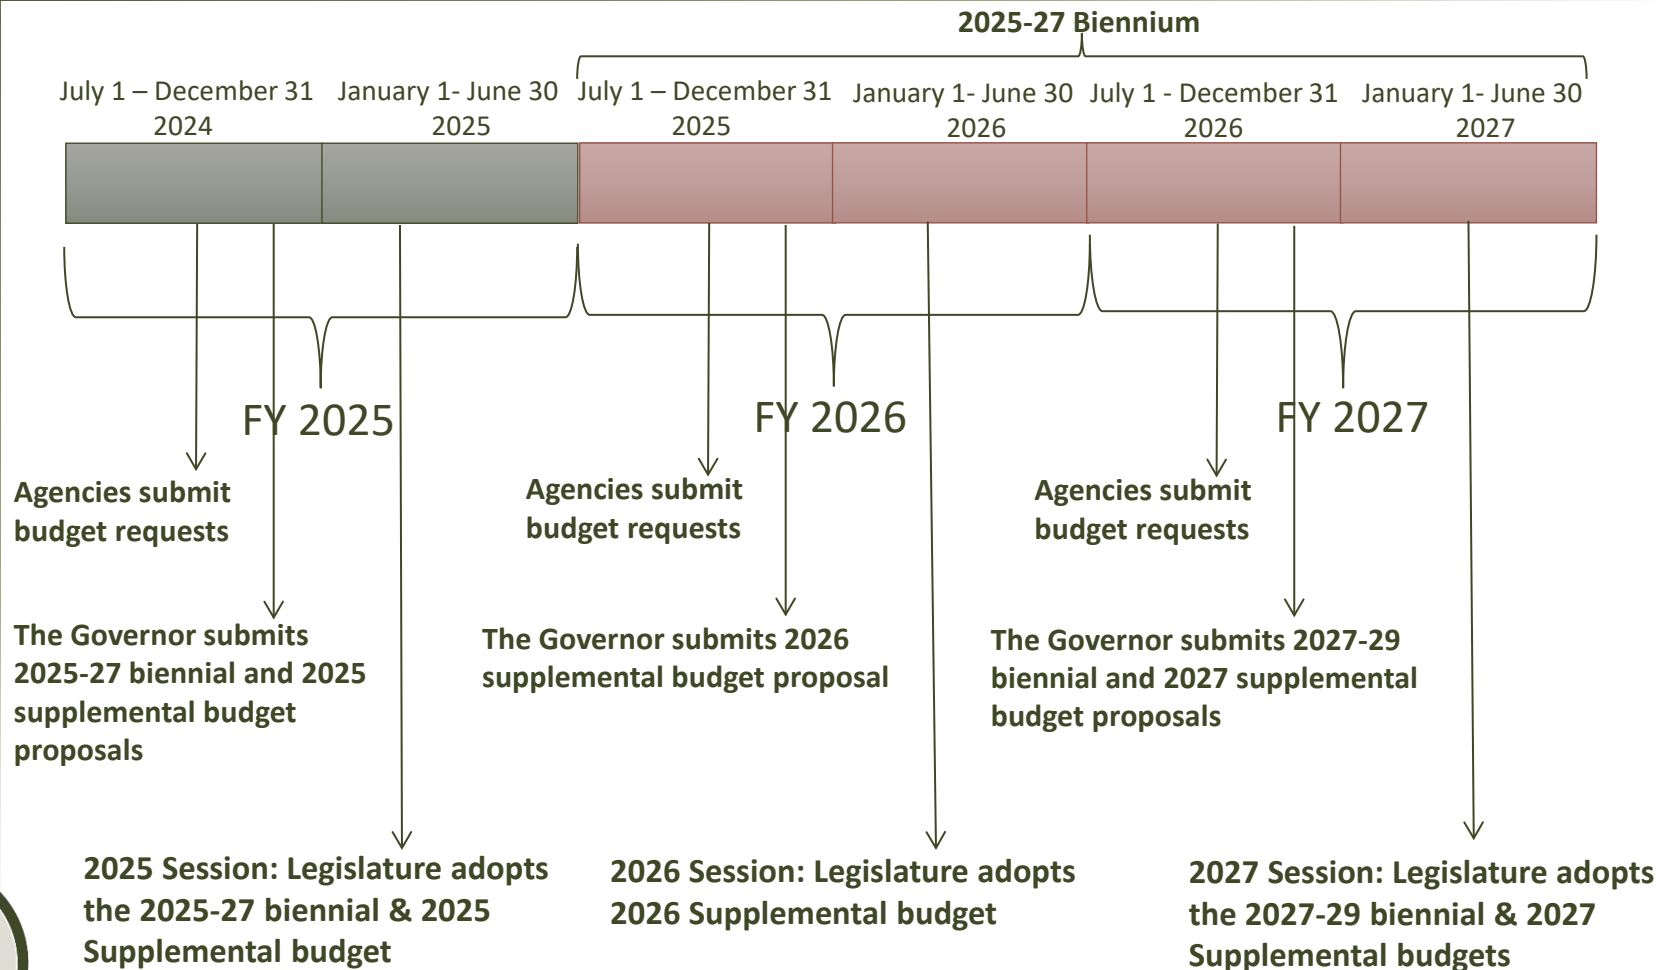 2025-27 Biennium
July 1 – December 31
2024
January 1- June 30
2025
July 1 – December 31
2025
January 1- June 30
2026
July 1 - December 31
2026
January 1- June 30
2027
FY 2025
FY 2026
FY 2027
Agencies submit
budget requests
Agencies submit
budget requests
Agencies submit
budget requests
The Governor submits
2025-27 biennial and 2025
supplemental budget
proposals
The Governor submits 2026
supplemental budget proposal
The Governor submits 2027-29
biennial and 2027 supplemental
budget proposals
2025 Session: Legislature adopts
the 2025-27 biennial & 2025
Supplemental budget
2026 Session: Legislature adopts
2026 Supplemental budget
2027 Session: Legislature adopts
the 2027-29 biennial & 2027
Supplemental budgets